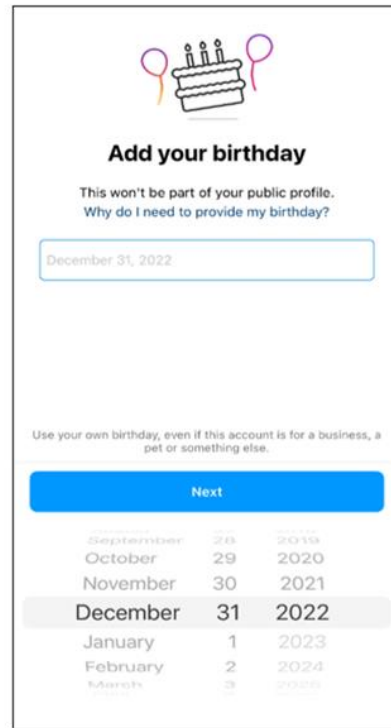 Add your birthday
This won't be part of your public profile.
Why do I need to provide my birthday?
December 31, 2022
Use your own birthday, even if this account is for a business, a
pet or something else.
Next
September 28 2019
October 29 2020
November 30 2021
December 31 2022
January 1 2023
February 2 2024
March 3